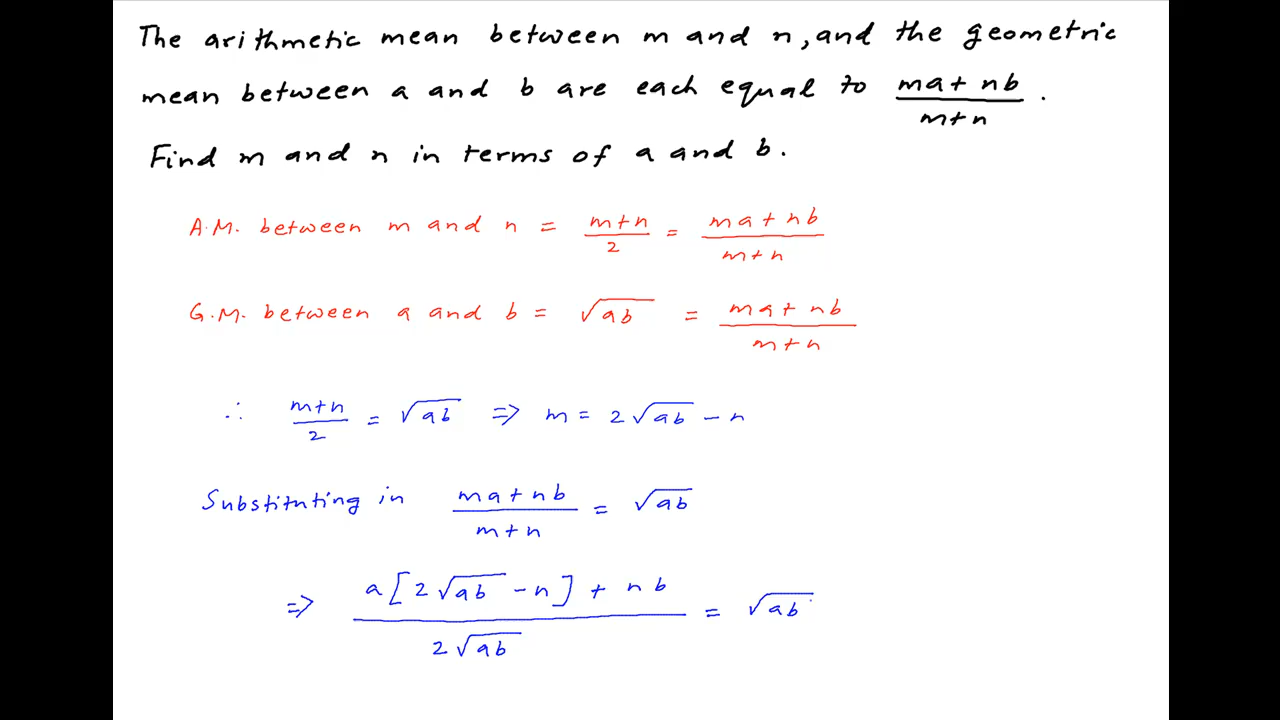 The arithmetic mean between m and n, and the geometric
mean between a and b are each equal to (ma + nb)/(m+n) .
Find m and n in terms of a and b.
A.M. between m and n = (m+n)/2 = (ma + nb)/(m+n)
G.M. between a and b = √(ab) = (ma + nb)/(m+n)
∴ (m+n)/2 = √(ab) => m = 2√(ab) - n
Substituting in (ma + nb)/(m+n) = √(ab)
=> (a[2√(ab) - n] + nb)/(2√(ab)) = √(ab)